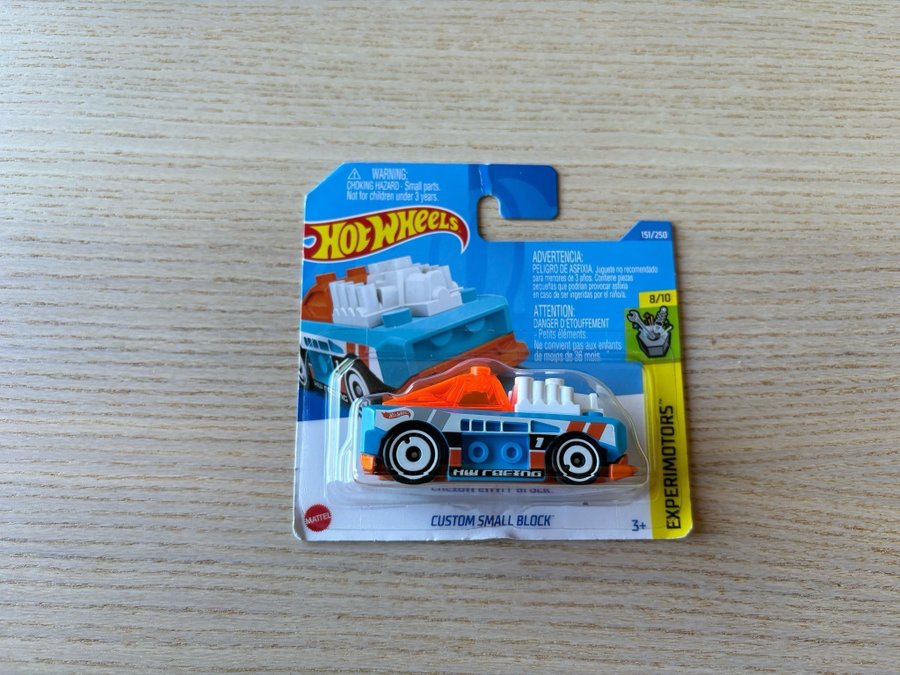 WARNING:
CHOKING HAZARD - Small parts.
Not for children under 3 years.
HOT WHEELS
151/250
ADVERTENCIA:
PELIGRO DE ASFIXIA. Juguete no recomendado
para menores de 3 años. Contiene piezas
pequeñas que podrían provocar asfixia
en caso de ser ingeridas por el niño/a.
ATTENTION:
DANGER D'ÉTOUFFEMENT
- Petits éléments.
Ne convient pas aux enfants
de moins de 36 mois.
8/10
EXPERIMOTORS™
1
HW RACING
MATTEL
CUSTOM SMALL BLOCK™
3+